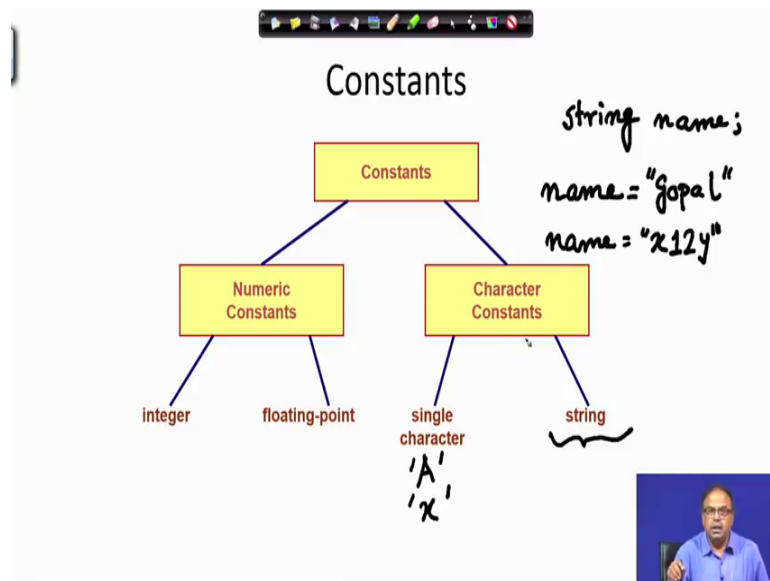 Constants
string name;
Constants
name = "Gopal"
name = "x12y"
Numeric
Constants
Character
Constants
integer
floating-point
single
character
string
'A'
'x'